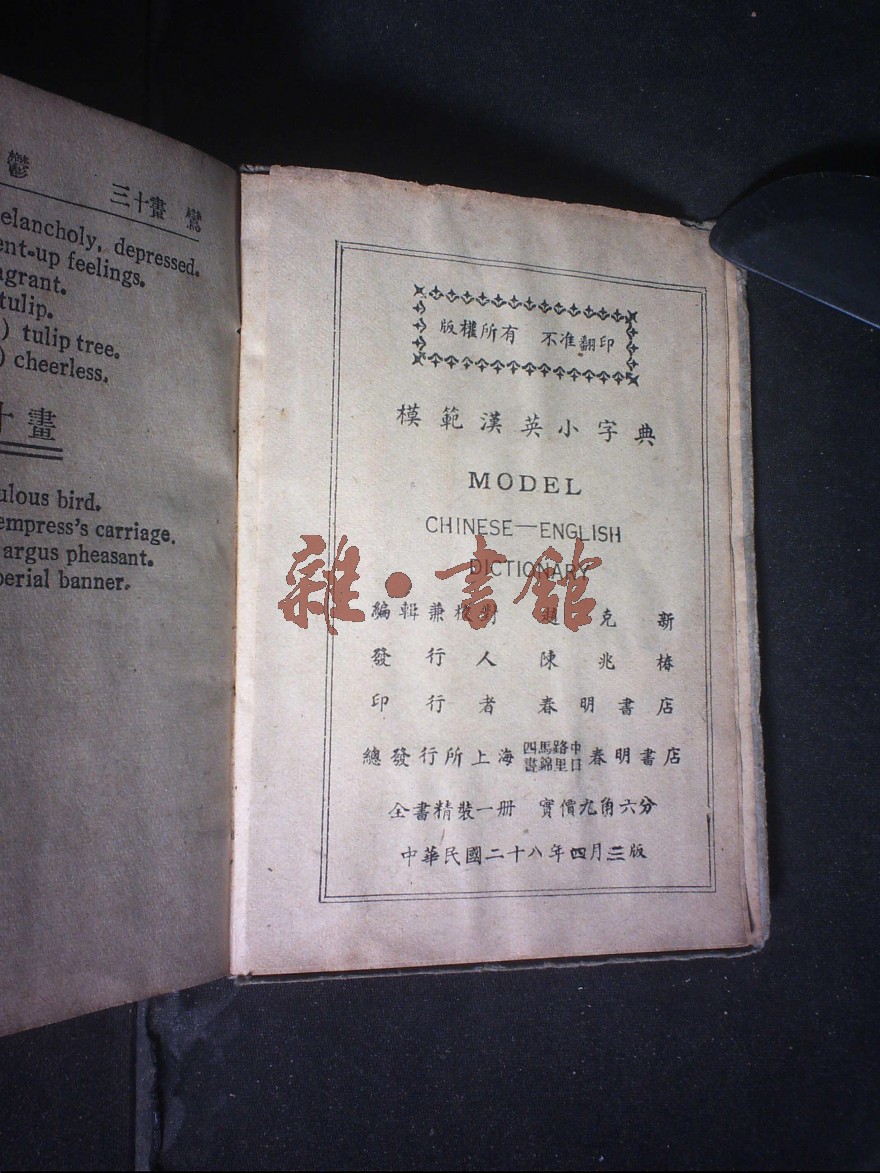 鬱 三十畫 鸞
melancholy, depressed.
pent-up feelings.
fragrant.
tulip.
) tulip tree.
) cheerless.
十畫
ulous bird.
empress's carriage.
argus pheasant.
perial banner.
版權所有 不准翻印
模範漢英小字典
MODEL
CHINESE—ENGLISH
DICTIONARY
雜·書館
編輯兼校對 趙克新
發行人 陳兆椿
印行者 春明書店
總發行所上海四馬路中畫錦里口春明書店
全書精裝一册 實價九角六分
中華民國二十八年四月三版